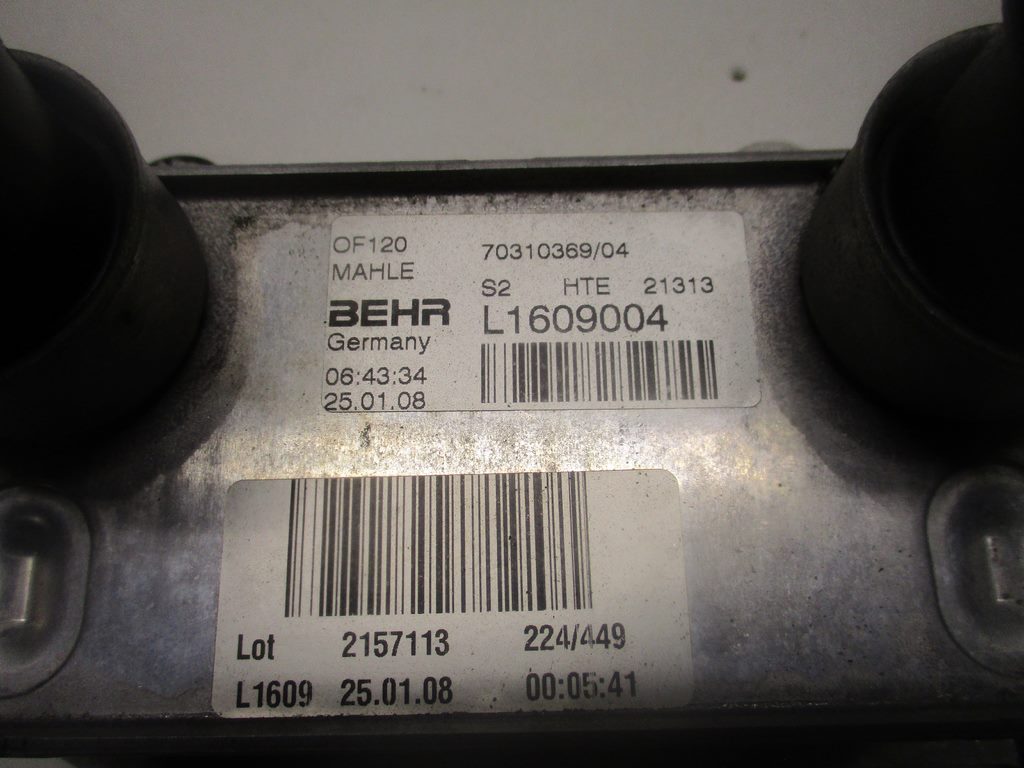 OF120 70310369/04
MAHLE
S2 HTE 21313
BEHR L1609004
Germany
06:43:34
25.01.08
Lot 2157113 224/449
L1609 25.01.08 00:05:41